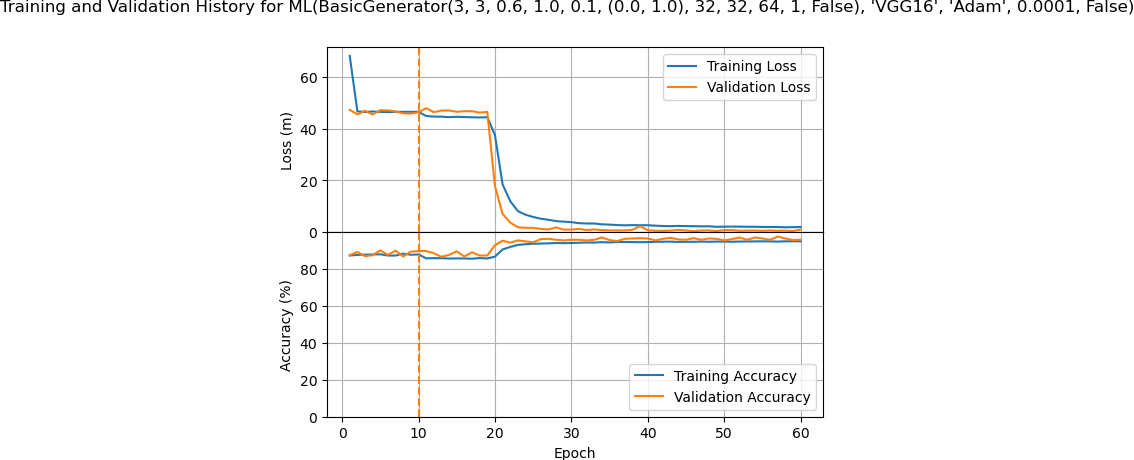 Training and Validation History for ML(BasicGenerator(3, 3, 0.6, 1.0, 0.1, (0.0, 1.0), 32, 32, 64, 1, False), 'VGG16', 'Adam', 0.0001, False)
Training Loss
Validation Loss
Loss (m)
60
40
20
0
Accuracy (%)
80
60
40
20
0
Training Accuracy
Validation Accuracy
0 10 20 30 40 50 60
Epoch